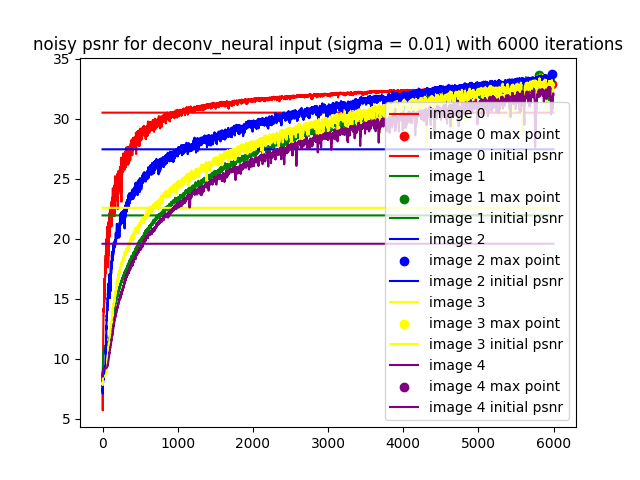 noisy psnr for deconv_neural input (sigma = 0.01) with 6000 iterations
35
30
25
20
15
10
5
0
1000
2000
3000
4000
5000
6000
image 0
image 0 max point
image 0 initial psnr
image 1
image 1 max point
image 1 initial psnr
image 2
image 2 max point
image 2 initial psnr
image 3
image 3 max point
image 3 initial psnr
image 4
image 4 max point
image 4 initial psnr